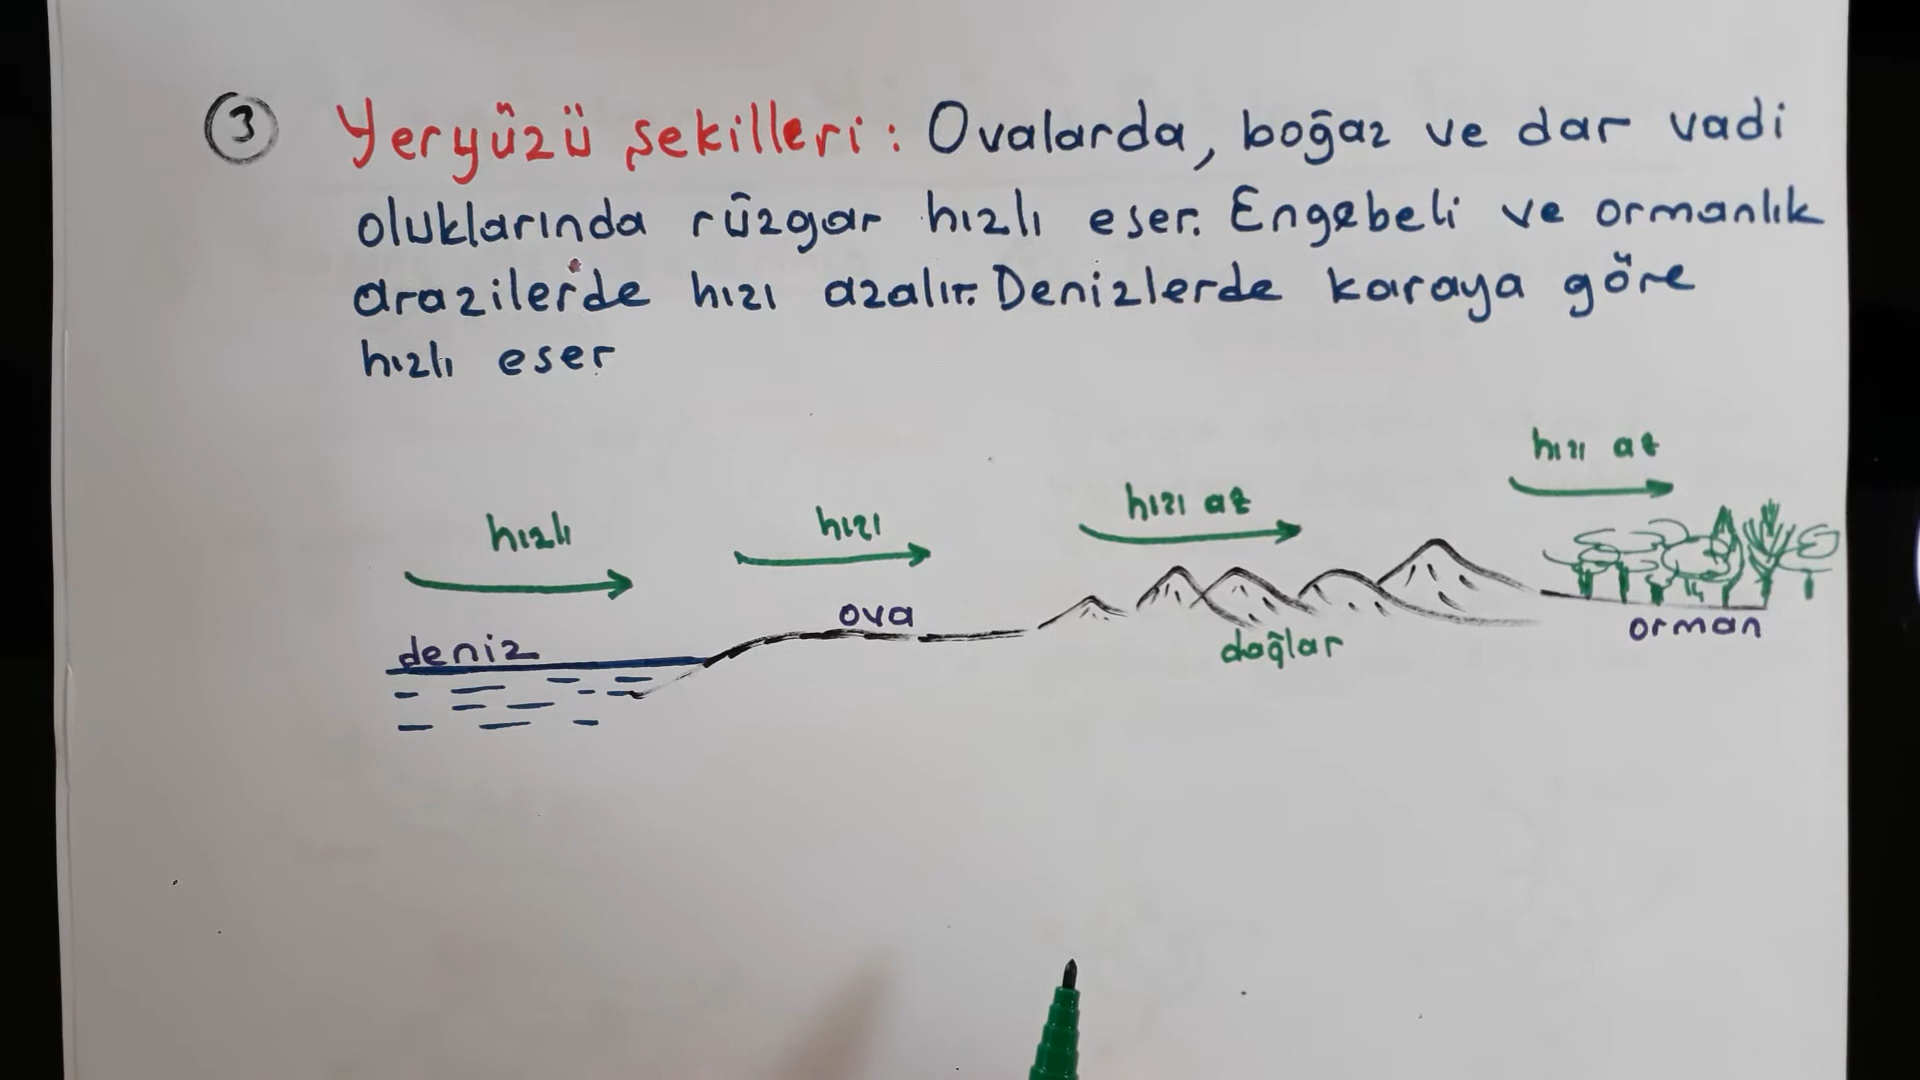 3 Yeryüzü şekilleri: Ovalarda, boğaz ve dar vadi
oluklarında rüzgar hızlı eser. Engebeli ve ormanlık
arazilerde hızı azalır. Denizlerde karaya göre
hızlı eser
hızı az
hızı az
hızlı
hızı
ova
deniz
dağlar
orman